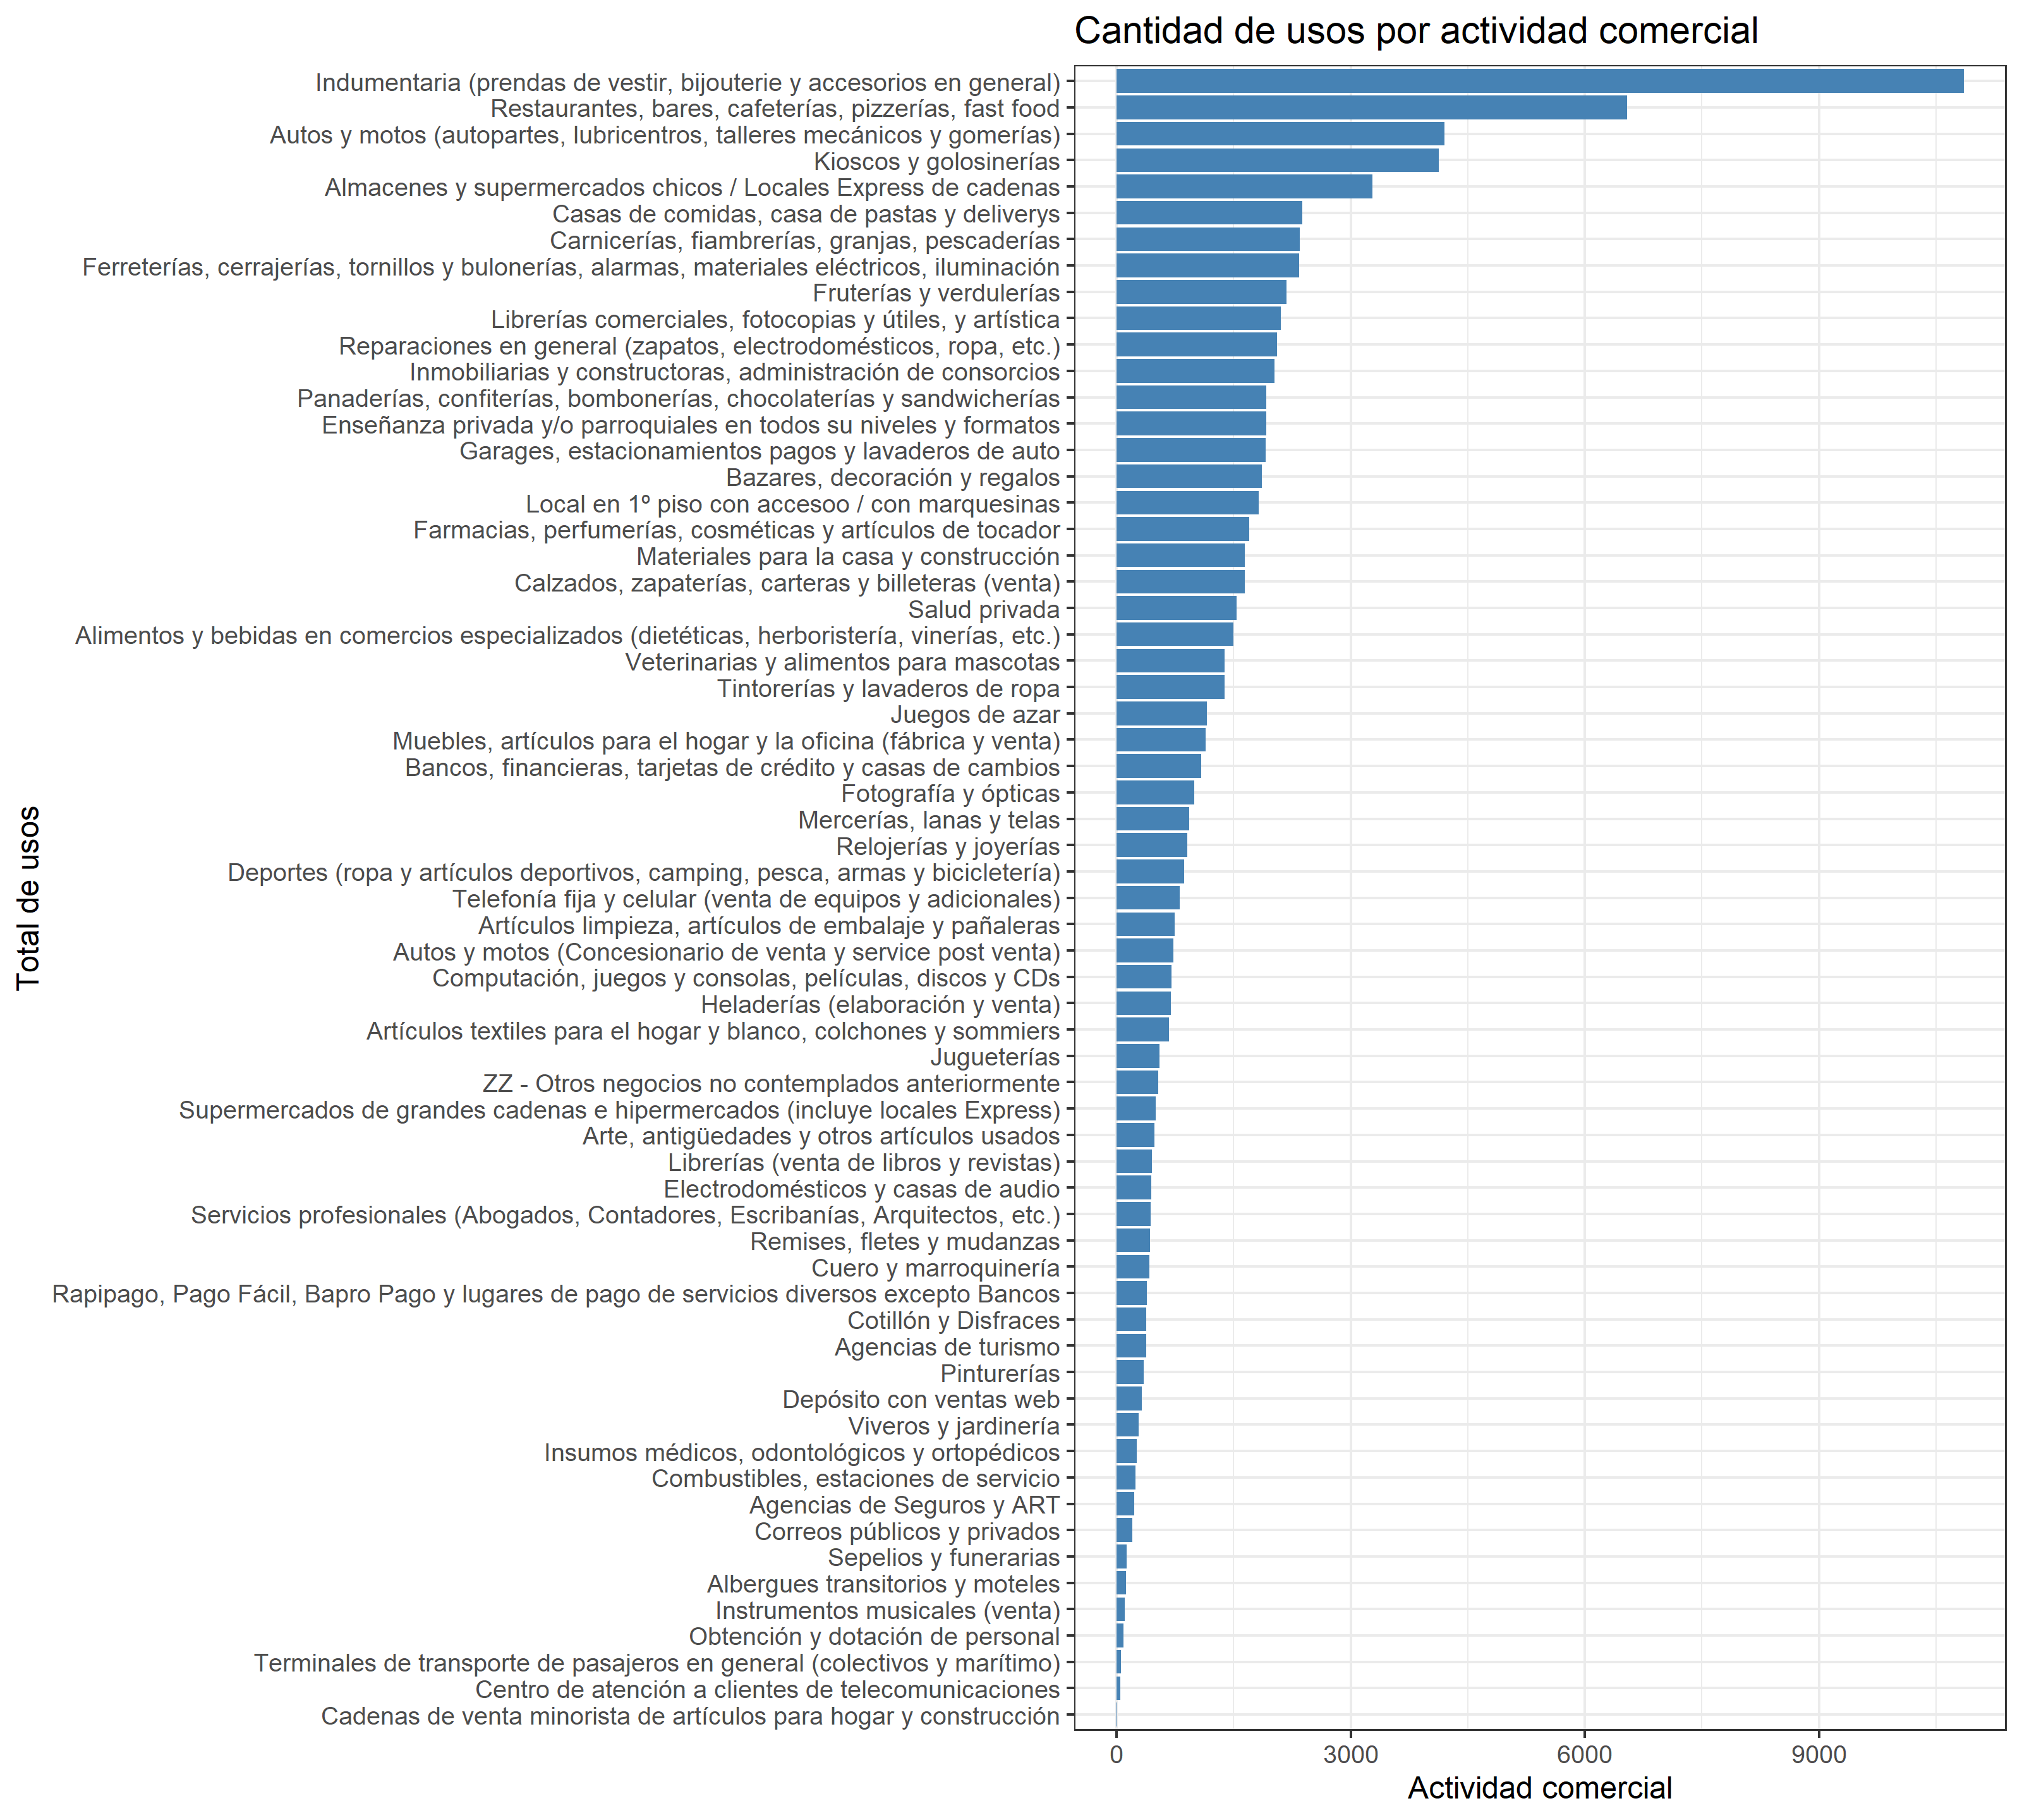 Cantidad de usos por actividad comercial
Indumentaria (prendas de vestir, bijouterie y accesorios en general)
Restaurantes, bares, cafeterías, pizzerías, fast food
Autos y motos (autopartes, lubricentros, talleres mecánicos y gomerías)
Kioscos y golosinerías
Almacenes y supermercados chicos / Locales Express de cadenas
Casas de comidas, casa de pastas y deliverys
Carnicerías, fiambrerías, granjas, pescaderías
Ferreterías, cerrajerías, tornillos y bulonerías, alarmas, materiales eléctricos, iluminación
Fruterías y verdulerías
Librerías comerciales, fotocopias y útiles, y artística
Reparaciones en general (zapatos, electrodomésticos, ropa, etc.)
Inmobiliarias y constructoras, administración de consorcios
Panaderías, confiterías, bombonerías, chocolaterías y sandwicherías
Enseñanza privada y/o parroquiales en todos su niveles y formatos
Garages, estacionamientos pagos y lavaderos de auto
Bazares, decoración y regalos
Local en 1º piso con accesoo / con marquesinas
Farmacias, perfumerías, cosméticas y artículos de tocador
Materiales para la casa y construcción
Calzados, zapaterías, carteras y billeteras (venta)
Salud privada
Alimentos y bebidas en comercios especializados (dietéticas, herboristería, vinerías, etc.)
Veterinarias y alimentos para mascotas
Tintorerías y lavaderos de ropa
Juegos de azar
Muebles, artículos para el hogar y la oficina (fábrica y venta)
Bancos, financieras, tarjetas de crédito y casas de cambios
Fotografía y ópticas
Mercerías, lanas y telas
Relojerías y joyerías
Deportes (ropa y artículos deportivos, camping, pesca, armas y bicicletería)
Telefonía fija y celular (venta de equipos y adicionales)
Artículos limpieza, artículos de embalaje y pañaleras
Autos y motos (Concesionario de venta y service post venta)
Computación, juegos y consolas, películas, discos y CDs
Heladerías (elaboración y venta)
Artículos textiles para el hogar y blanco, colchones y sommiers
Jugueterías
ZZ - Otros negocios no contemplados anteriormente
Supermercados de grandes cadenas e hipermercados (incluye locales Express)
Arte, antigüedades y otros artículos usados
Librerías (venta de libros y revistas)
Electrodomésticos y casas de audio
Servicios profesionales (Abogados, Contadores, Escribanías, Arquitectos, etc.)
Remises, fletes y mudanzas
Cuero y marroquinería
Rapipago, Pago Fácil, Bapro Pago y lugares de pago de servicios diversos excepto Bancos
Cotillón y Disfraces
Agencias de turismo
Pinturerías
Depósito con ventas web
Viveros y jardinería
Insumos médicos, odontológicos y ortopédicos
Combustibles, estaciones de servicio
Agencias de Seguros y ART
Correos públicos y privados
Sepelios y funerarias
Albergues transitorios y moteles
Instrumentos musicales (venta)
Obtención y dotación de personal
Terminales de transporte de pasajeros en general (colectivos y marítimo)
Centro de atención a clientes de telecomunicaciones
Cadenas de venta minorista de artículos para hogar y construcción
Total de usos
0 3000 6000 9000
Actividad comercial